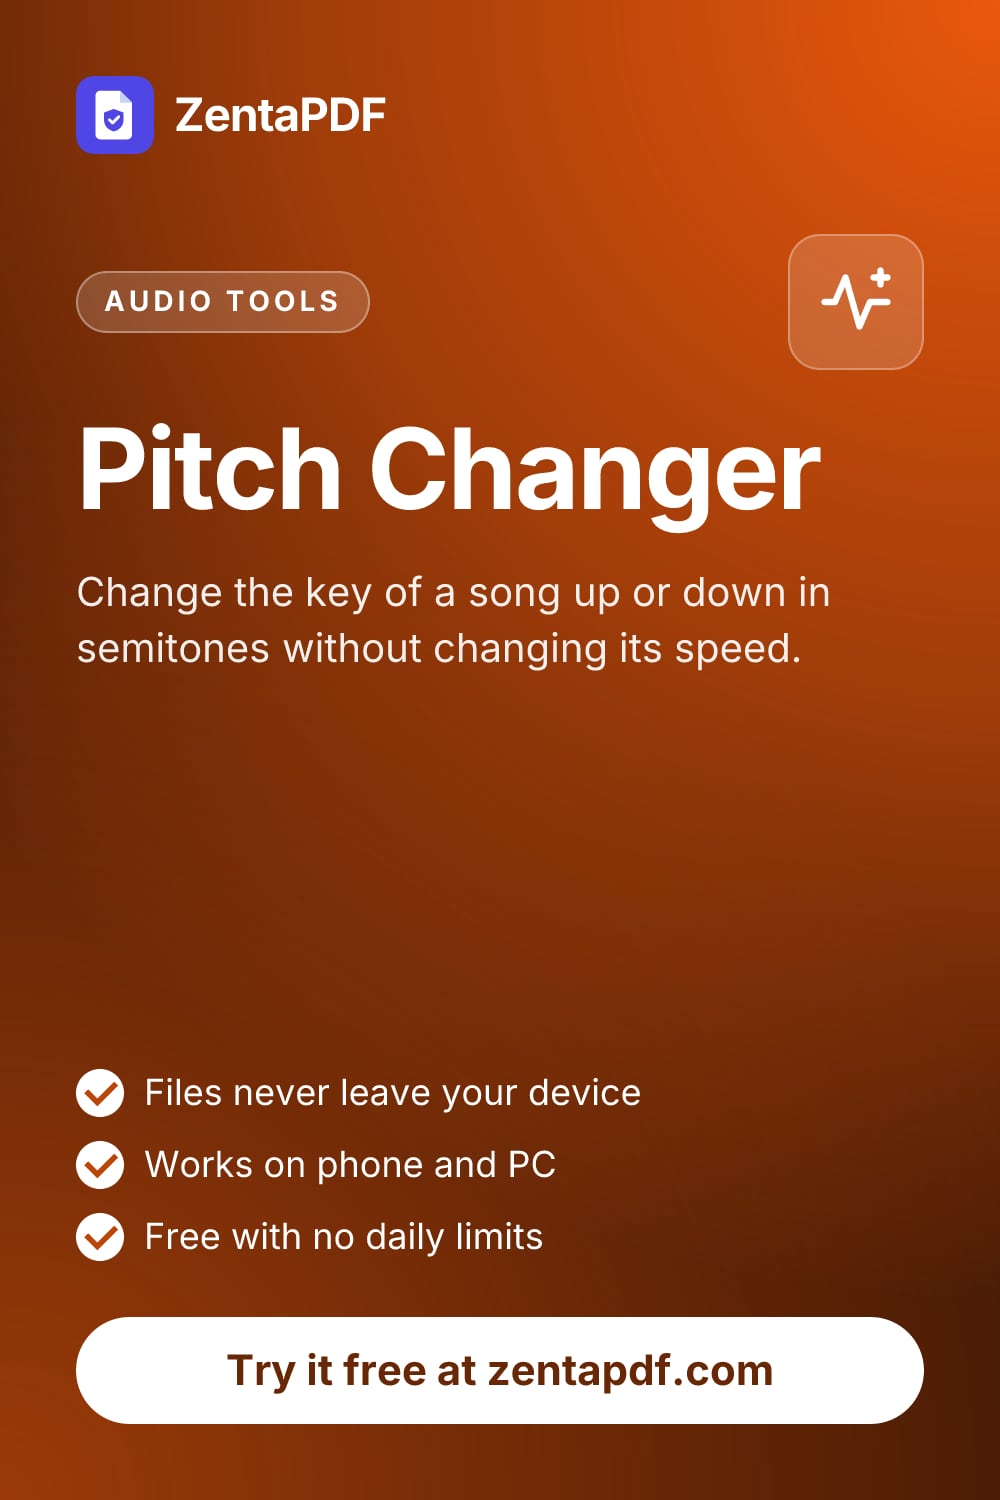 ZentaPDF
AUDIO TOOLS
Pitch Changer
Change the key of a song up or down in
semitones without changing its speed.
Files never leave your device
Works on phone and PC
Free with no daily limits
Try it free at zentapdf.com